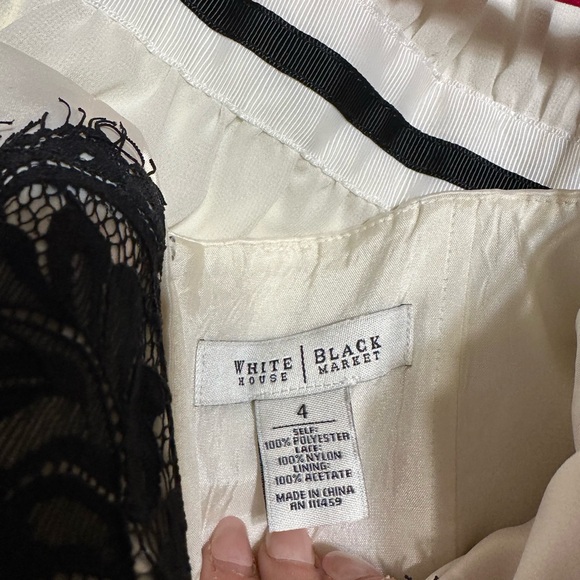 WHITE HOUSE | BLACK MARKET
4
SELF:
100% POLYESTER
LACE:
100% NYLON
LINING:
100% ACETATE
MADE IN CHINA
RN 111459